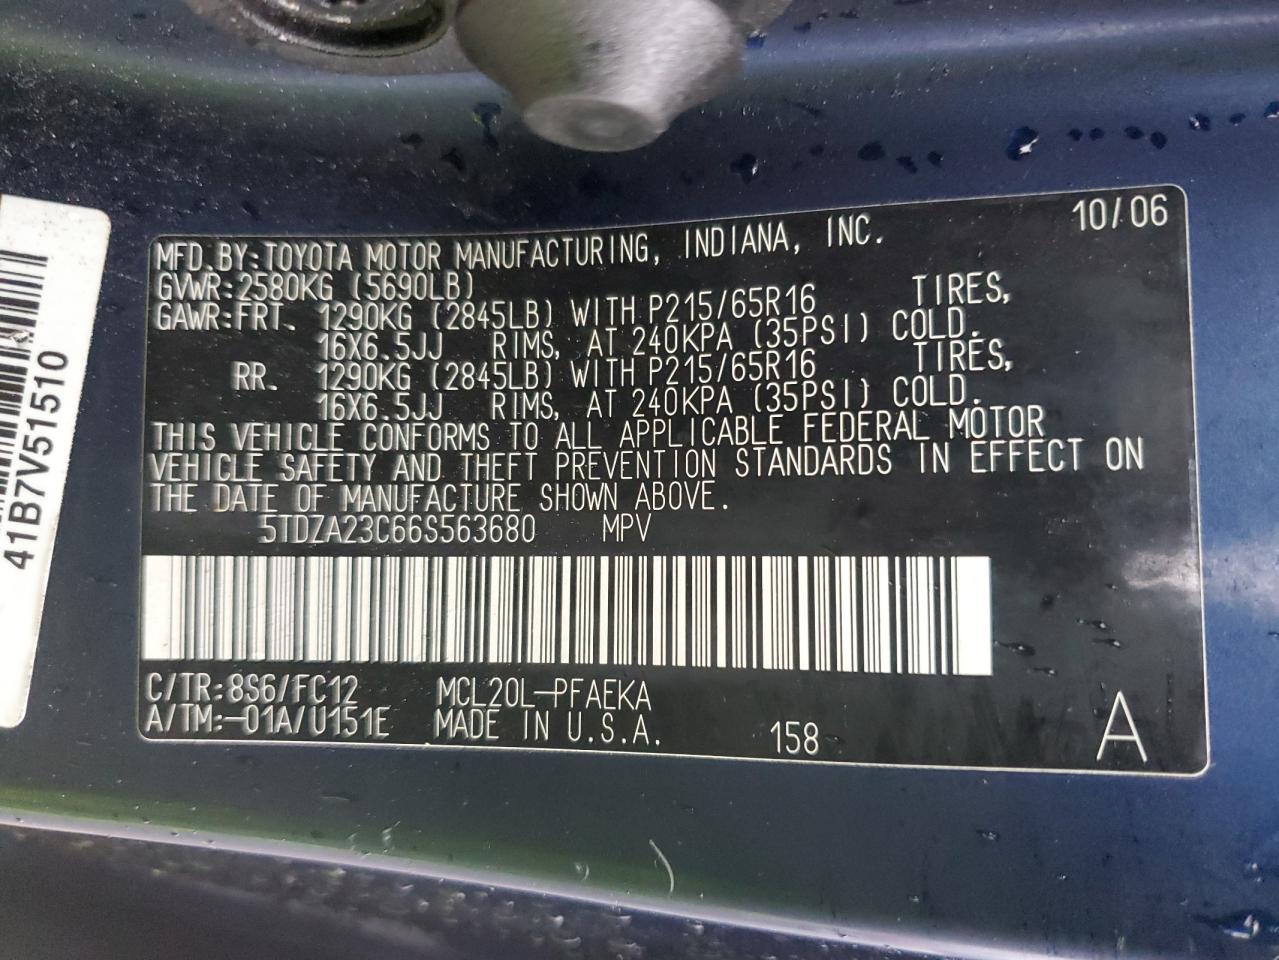 10/06
MFD.BY:TOYOTA MOTOR MANUFACTURING, INDIANA, INC.
GVWR:2580KG (5690LB)
GAWR:FRT. 1290KG (2845LB) WITH P215/65R16 TIRES,
16X6.5JJ RIMS, AT 240KPA (35PSI) COLD.
RR. 1290KG (2845LB) WITH P215/65R16 TIRES,
16X6.5JJ RIMS, AT 240KPA (35PSI) COLD.
THIS VEHICLE CONFORMS TO ALL APPLICABLE FEDERAL MOTOR
VEHICLE SAFETY AND THEFT PREVENTION STANDARDS IN EFFECT ON
THE DATE OF MANUFACTURE SHOWN ABOVE.
5TDZA23C66S563680 MPV
C/TR:8S6/FC12 MCL20L-PFAEKA
A/TM:-01A/U151E MADE IN U.S.A. 158 A
41B7V51510